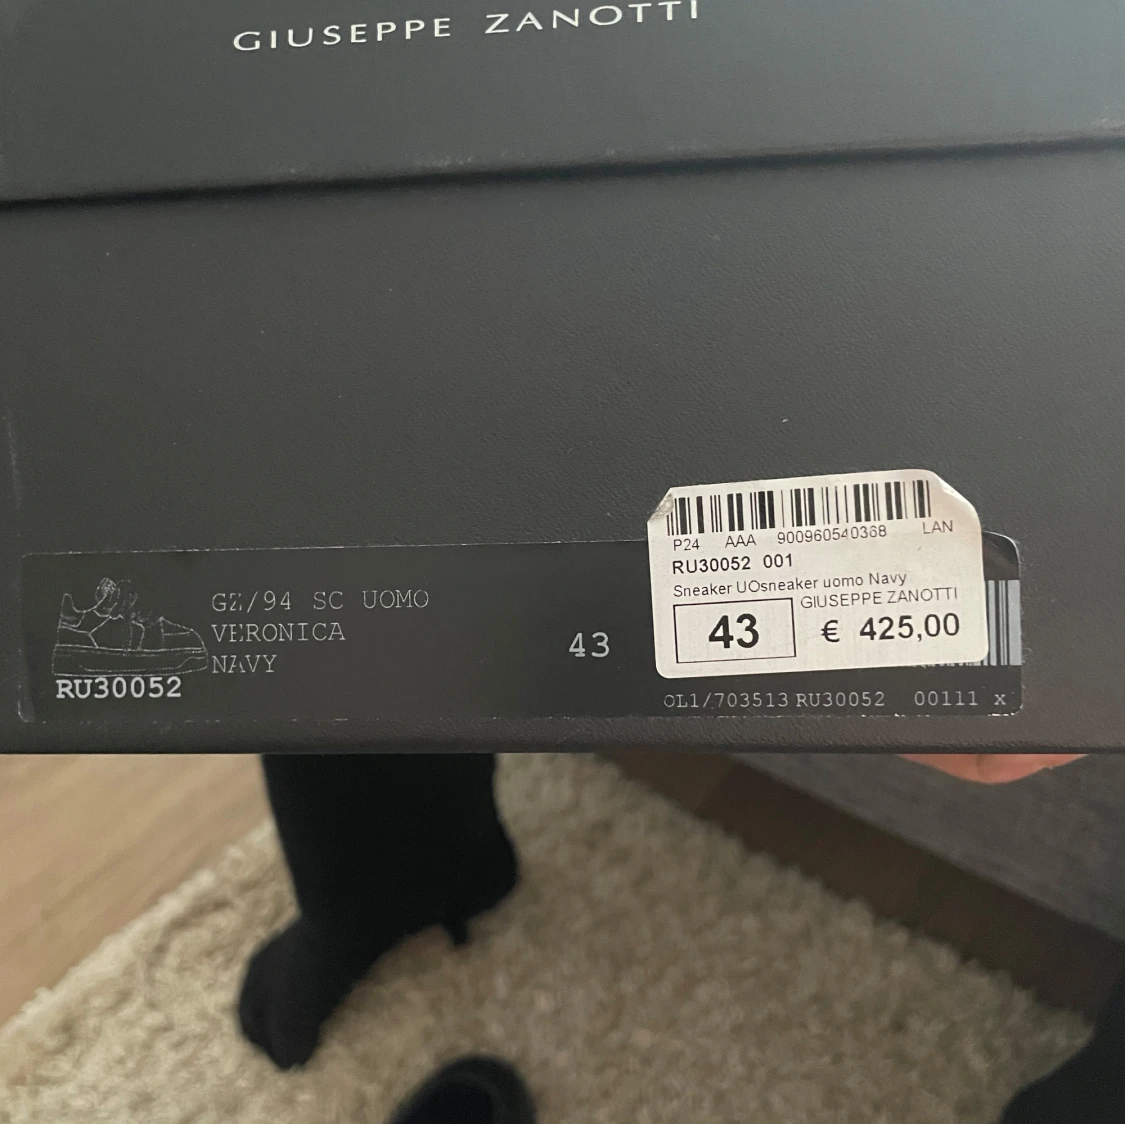 GIUSEPPE ZANOTTI
P24 AAA 900960540368 LAN
RU30052 001
Sneaker UOsneaker uomo Navy
GIUSEPPE ZANOTTI
43 € 425,00
GZ/94 SC UOMO
VERONICA
NAVY
43
RU30052
OL1/703513 RU30052 00111 x